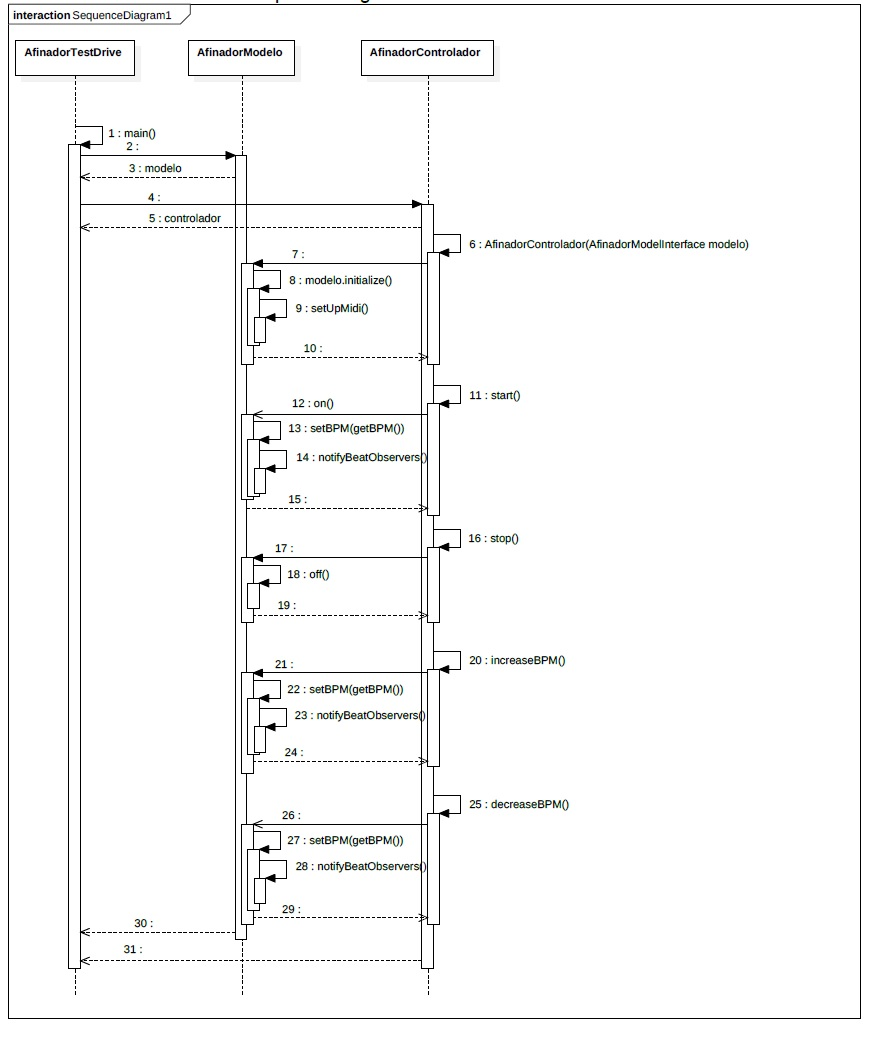 interaction SequenceDiagram1
AfinadorTestDrive
AfinadorModelo
AfinadorControlador
1 : main()
2 :
3 : modelo
4 :
5 : controlador
6 : AfinadorControlador(AfinadorModelInterface modelo)
7 :
8 : modelo.initialize()
9 : setUpMidi()
10 :
11 : start()
12 : on()
13 : setBPM(getBPM())
14 : notifyBeatObservers()
15 :
16 : stop()
17 :
18 : off()
19 :
20 : increaseBPM()
21 :
22 : setBPM(getBPM())
23 : notifyBeatObservers()
24 :
25 : decreaseBPM()
26 :
27 : setBPM(getBPM())
28 : notifyBeatObservers()
29 :
30 :
31 :